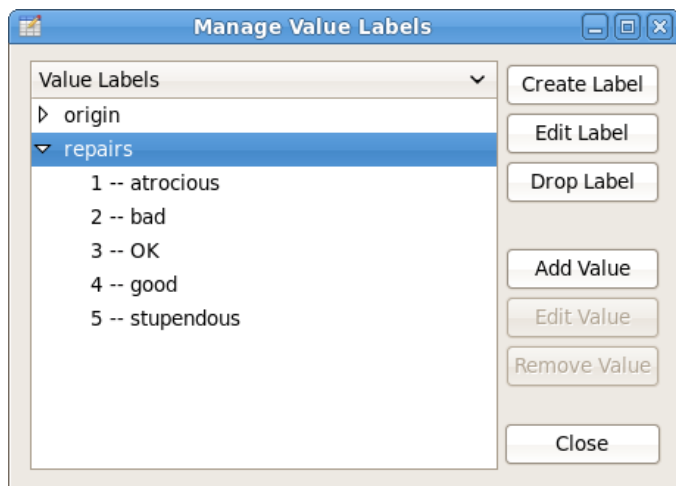 Manage Value Labels
Value Labels
origin
repairs
1 -- atrocious
2 -- bad
3 -- OK
4 -- good
5 -- stupendous
Create Label
Edit Label
Drop Label
Add Value
Edit Value
Remove Value
Close